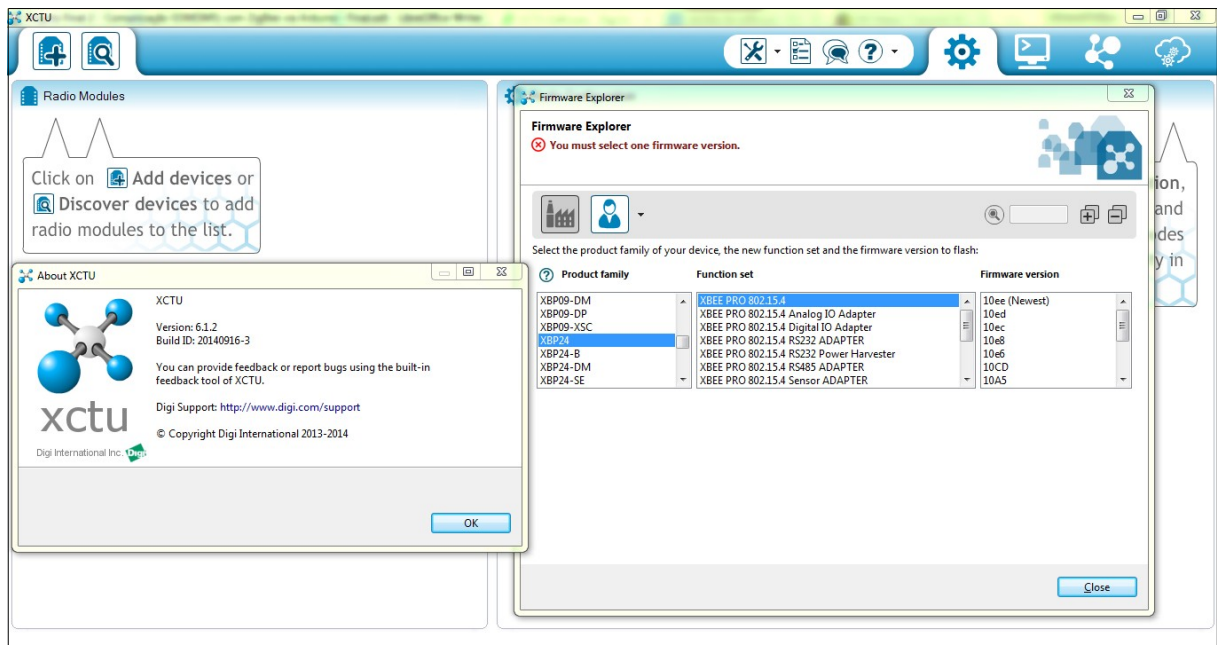 XCTU
Radio Modules
Click on Add devices or
Discover devices to add
radio modules to the list.
About XCTU
XCTU
Version: 6.1.2
Build ID: 20140916-3
You can provide feedback or report bugs using the built-in
feedback tool of XCTU.
Digi Support: http://www.digi.com/support
© Copyright Digi International 2013-2014
xctu
Digi International Inc. Digi
OK
Firmware Explorer
Firmware Explorer
You must select one firmware version.
Select the product family of your device, the new function set and the firmware version to flash:
Product family Function set Firmware version
XBP09-DM XBEE PRO 802.15.4 10ee (Newest)
XBP09-DP XBEE PRO 802.15.4 Analog IO Adapter 10ed
XBP09-XSC XBEE PRO 802.15.4 Digital IO Adapter 10ec
XBP24 XBEE PRO 802.15.4 RS232 ADAPTER 10e8
XBP24-B XBEE PRO 802.15.4 RS232 Power Harvester 10e6
XBP24-DM XBEE PRO 802.15.4 RS485 ADAPTER 10CD
XBP24-SE XBEE PRO 802.15.4 Sensor ADAPTER 10A5
Close
ion,
and
des
y in